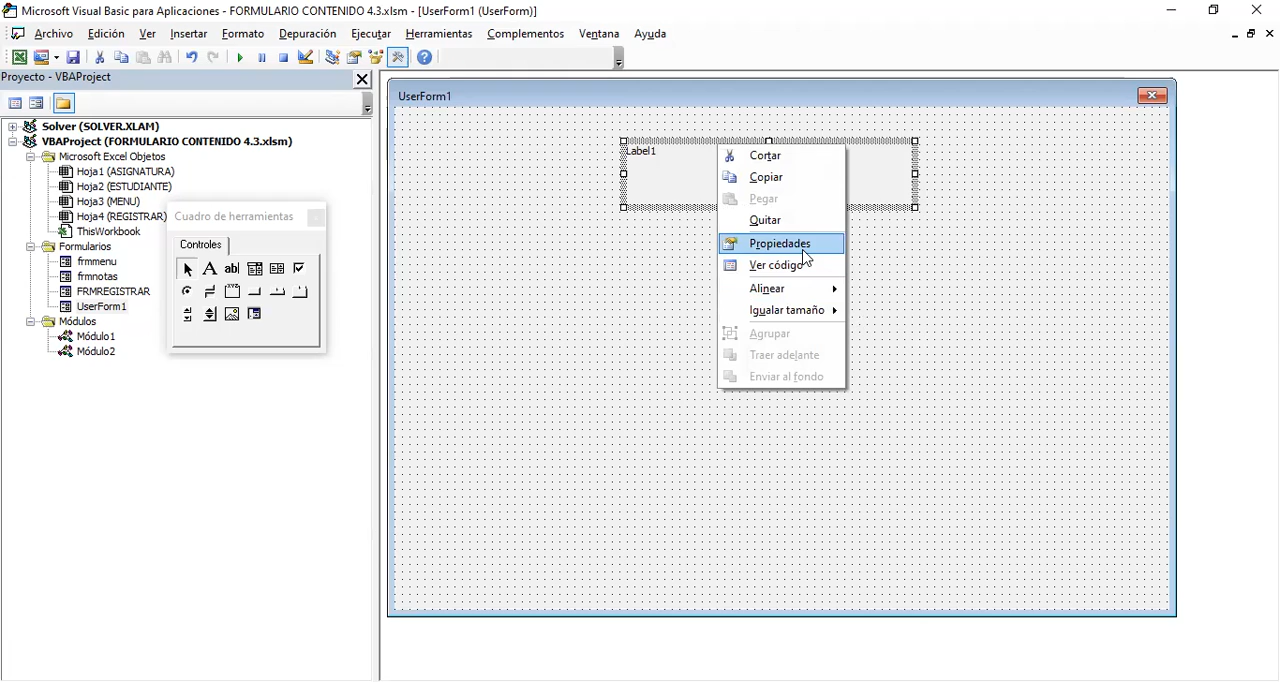 Microsoft Visual Basic para Aplicaciones - FORMULARIO CONTENIDO 4.3.xlsm - [UserForm1 (UserForm)]
Archivo Edición Ver Insertar Formato Depuración Ejecutar Herramientas Complementos Ventana Ayuda
Proyecto - VBAProject
Solver (SOLVER.XLAM)
VBAProject (FORMULARIO CONTENIDO 4.3.xlsm)
Microsoft Excel Objetos
Hoja1 (ASIGNATURA)
Hoja2 (ESTUDIANTE)
Hoja3 (MENU)
Hoja4 (REGISTRAR)
ThisWorkbook
Formularios
frmmenu
frmnotas
FRMREGISTRAR
UserForm1
Módulos
Módulo1
Módulo2
Cuadro de herramientas
Controles
A ab|
XYZ
UserForm1
Label1
Cortar
Copiar
Pegar
Quitar
Propiedades
Ver código
Alinear
Igualar tamaño
Agrupar
Traer adelante
Enviar al fondo